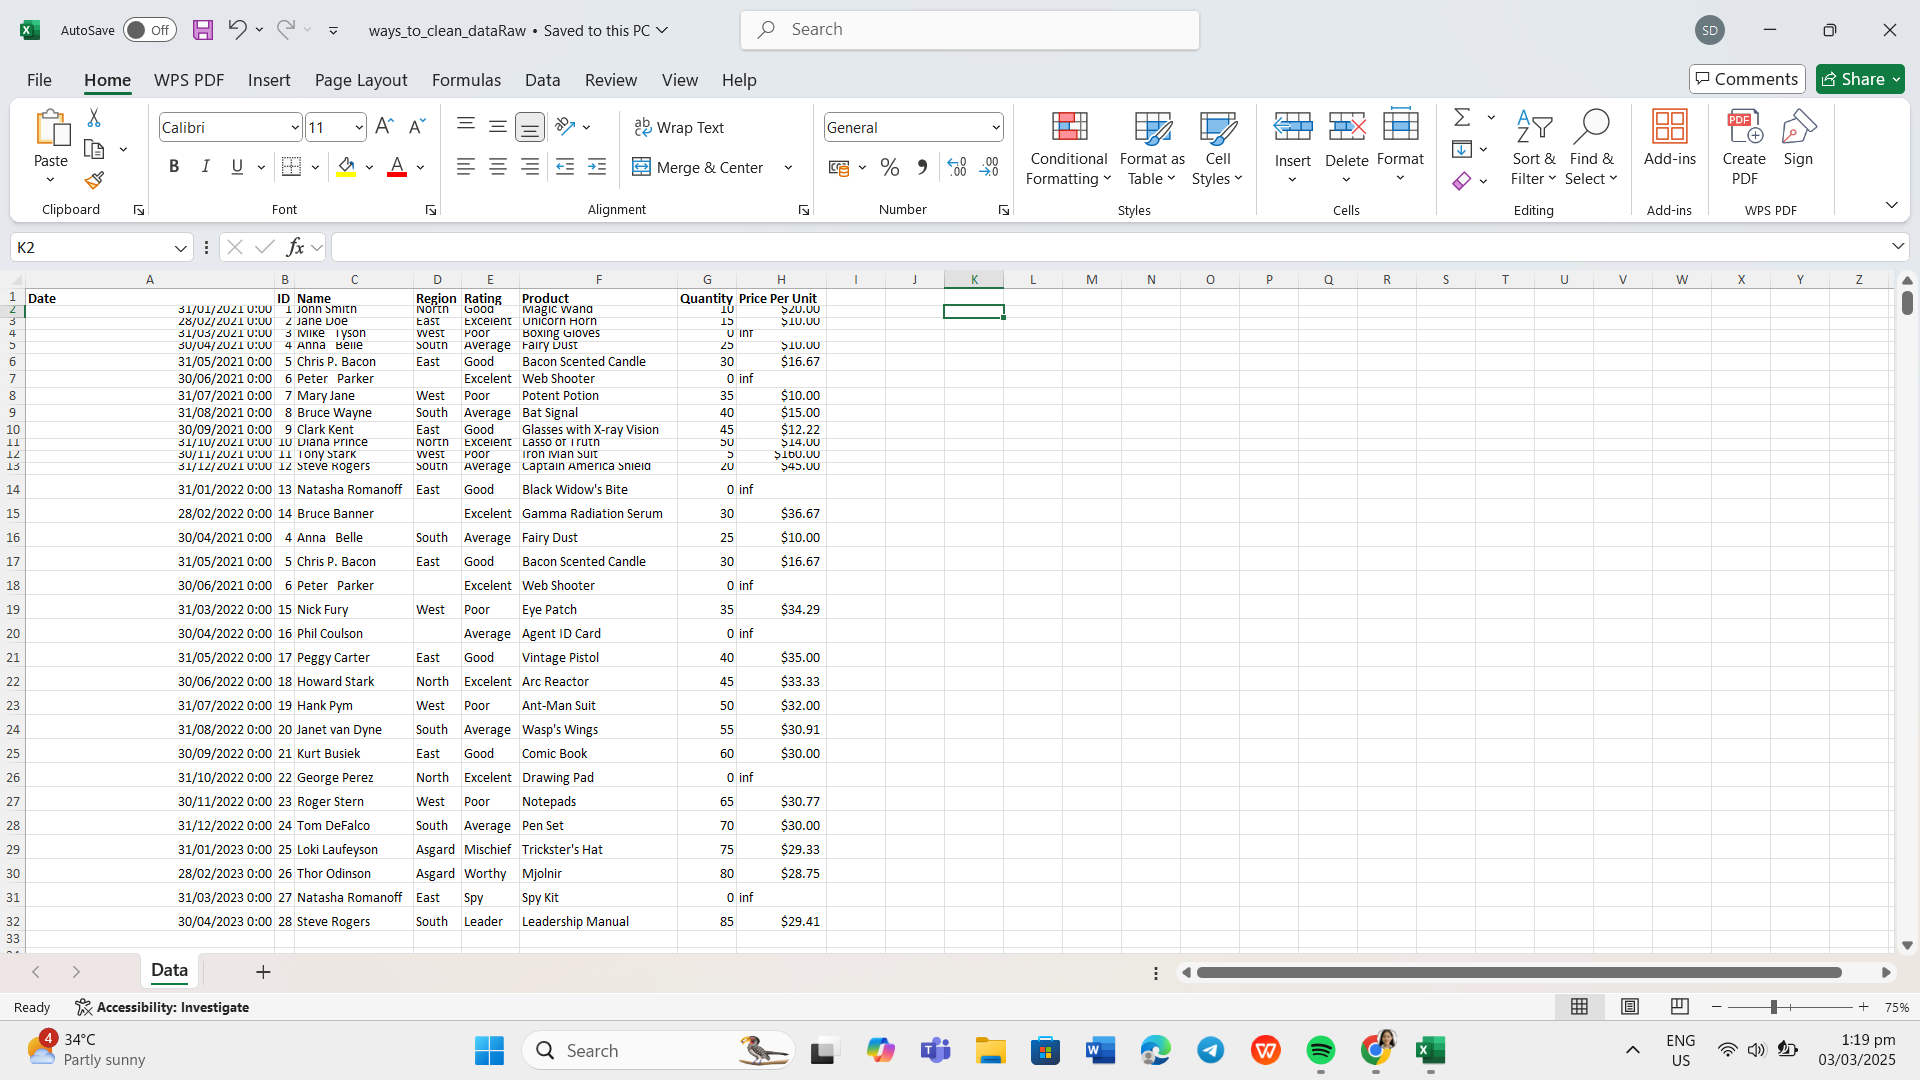 AutoSave Off ways_to_clean_dataRaw • Saved to this PC Search SD
File Home WPS PDF Insert Page Layout Formulas Data Review View Help Comments Share
Paste Calibri 11 Wrap Text General Conditional Formatting Format as Table Cell Styles Insert Delete Format Sort & Filter Find & Select Add-ins Create PDF Sign
B I U A Merge & Center % 
Clipboard Font Alignment Number Styles Cells Editing Add-ins WPS PDF
K2 fx
A B C D E F G H I J K L M N O P Q R S T U V W X Y Z
1 Date ID Name Region Rating Product Quantity Price Per Unit
2 31/01/2021 0:00 1 John Smith North Good Magic Wand 10 $20.00
3 28/02/2021 0:00 2 Jane Doe East Excelent Unicorn Horn 15 $10.00
4 31/03/2021 0:00 3 Mike   Tyson West Poor Boxing Gloves 0 inf
5 30/04/2021 0:00 4 Anna   Belle South Average Fairy Dust 25 $10.00
6 31/05/2021 0:00 5 Chris P. Bacon East Good Bacon Scented Candle 30 $16.67
7 30/06/2021 0:00 6 Peter   Parker Excelent Web Shooter 0 inf
8 31/07/2021 0:00 7 Mary Jane West Poor Potent Potion 35 $10.00
9 31/08/2021 0:00 8 Bruce Wayne South Average Bat Signal 40 $15.00
10 30/09/2021 0:00 9 Clark Kent East Good Glasses with X-ray Vision 45 $12.22
11 31/10/2021 0:00 10 Diana Prince North Excelent Lasso of Truth 50 $14.00
12 30/11/2021 0:00 11 Tony Stark West Poor Iron Man Suit 5 $160.00
13 31/12/2021 0:00 12 Steve Rogers South Average Captain America Shield 20 $45.00
14 31/01/2022 0:00 13 Natasha Romanoff East Good Black Widow's Bite 0 inf
15 28/02/2022 0:00 14 Bruce Banner Excelent Gamma Radiation Serum 30 $36.67
16 30/04/2021 0:00 4 Anna   Belle South Average Fairy Dust 25 $10.00
17 31/05/2021 0:00 5 Chris P. Bacon East Good Bacon Scented Candle 30 $16.67
18 30/06/2021 0:00 6 Peter   Parker Excelent Web Shooter 0 inf
19 31/03/2022 0:00 15 Nick Fury West Poor Eye Patch 35 $34.29
20 30/04/2022 0:00 16 Phil Coulson Average Agent ID Card 0 inf
21 31/05/2022 0:00 17 Peggy Carter East Good Vintage Pistol 40 $35.00
22 30/06/2022 0:00 18 Howard Stark North Excelent Arc Reactor 45 $33.33
23 31/07/2022 0:00 19 Hank Pym West Poor Ant-Man Suit 50 $32.00
24 31/08/2022 0:00 20 Janet van Dyne South Average Wasp's Wings 55 $30.91
25 30/09/2022 0:00 21 Kurt Busiek East Good Comic Book 60 $30.00
26 31/10/2022 0:00 22 George Perez North Excelent Drawing Pad 0 inf
27 30/11/2022 0:00 23 Roger Stern West Poor Notepads 65 $30.77
28 31/12/2022 0:00 24 Tom DeFalco South Average Pen Set 70 $30.00
29 31/01/2023 0:00 25 Loki Laufeyson Asgard Mischief Trickster's Hat 75 $29.33
30 28/02/2023 0:00 26 Thor Odinson Asgard Worthy Mjolnir 80 $28.75
31 31/03/2023 0:00 27 Natasha Romanoff East Spy Spy Kit 0 inf
32 30/04/2023 0:00 28 Steve Rogers South Leader Leadership Manual 85 $29.41
33
Data
Ready Accessibility: Investigate 75%
4 34°C Search ENG 1:19 pm
Partly sunny US 03/03/2025